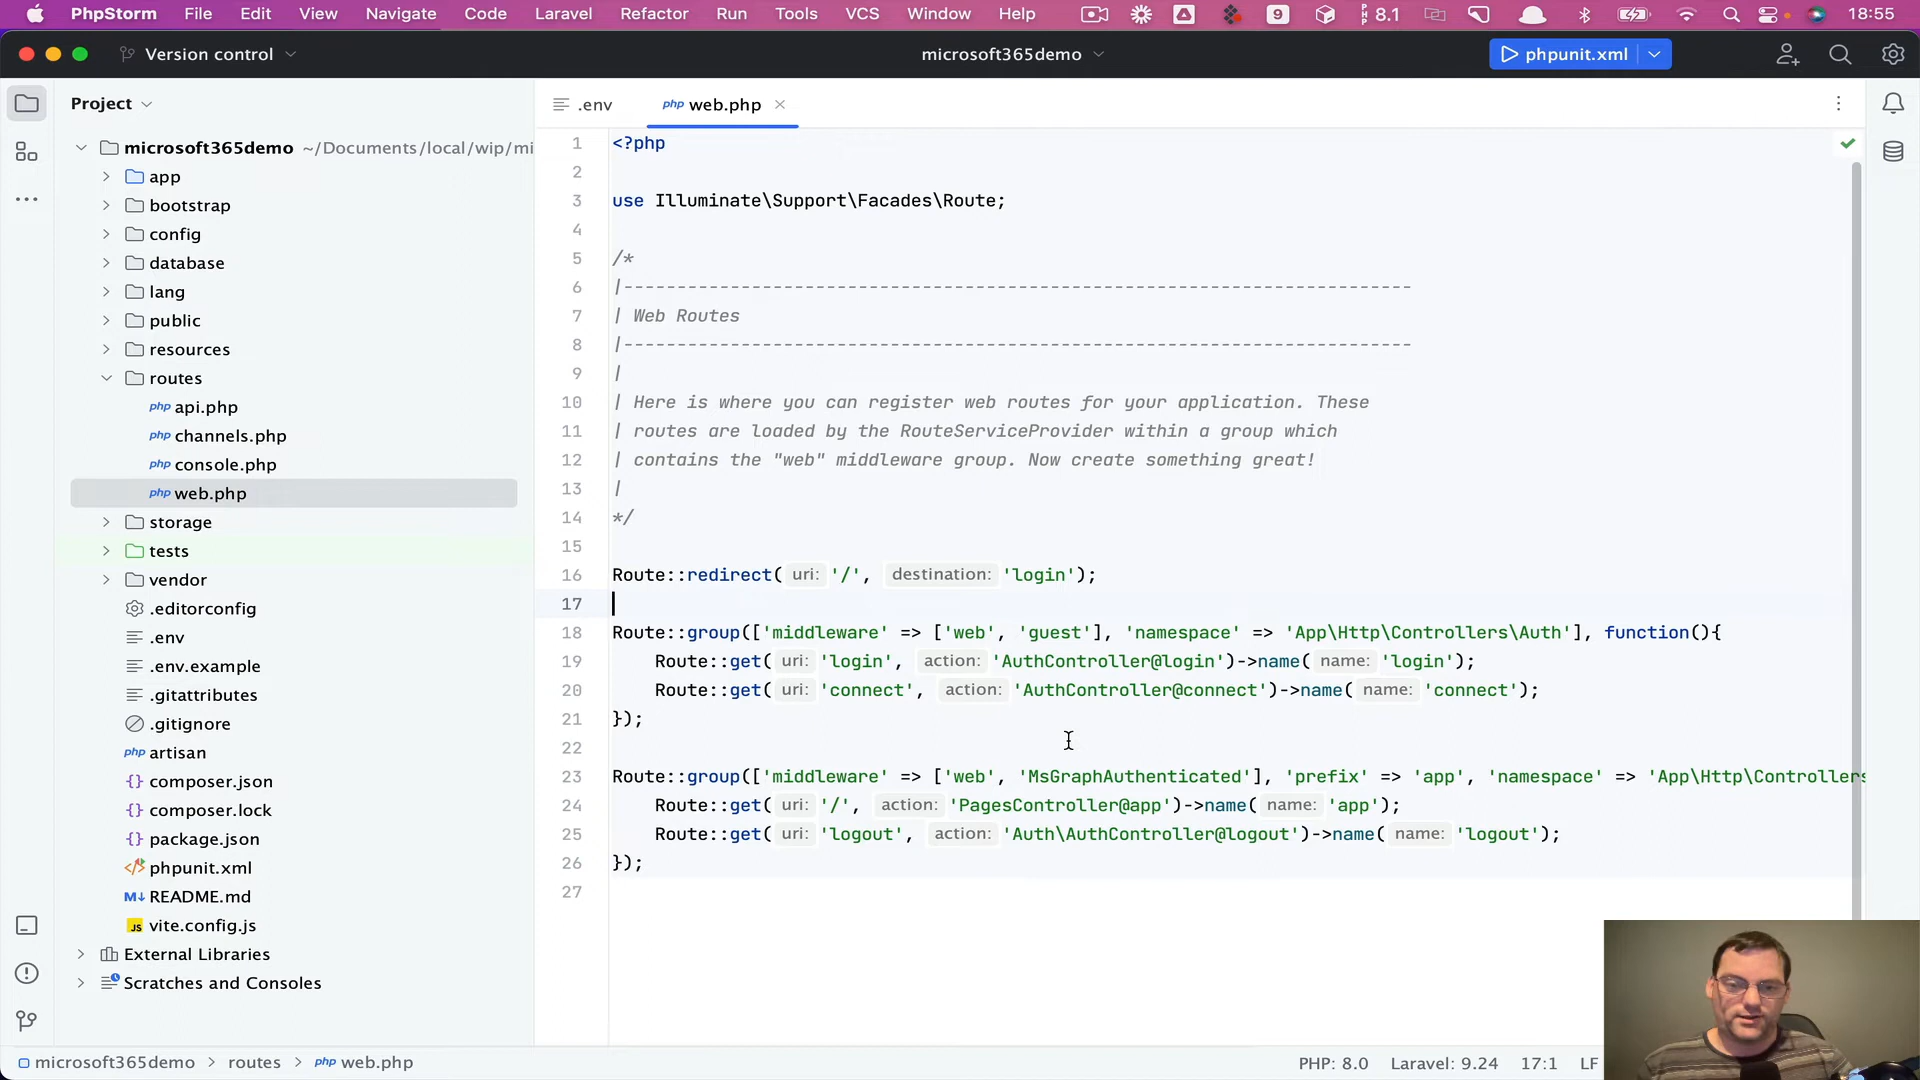 PhpStorm File Edit View Navigate Code Laravel Refactor Run Tools VCS Window Help 9 8.1 18:55
Version control microsoft365demo phpunit.xml
Project .env php web.php
microsoft365demo ~/Documents/local/wip/mi
app
bootstrap
config
database
lang
public
resources
routes
php api.php
php channels.php
php console.php
php web.php
storage
tests
vendor
.editorconfig
.env
.env.example
.gitattributes
.gitignore
php artisan
{} composer.json
{} composer.lock
{} package.json
phpunit.xml
M↓ README.md
JS vite.config.js
External Libraries
Scratches and Consoles
1 <?php
2
3 use Illuminate\Support\Facades\Route;
4
5 /*
6 |--------------------------------------------------------------------------
7 | Web Routes
8 |--------------------------------------------------------------------------
9 |
10 | Here is where you can register web routes for your application. These
11 | routes are loaded by the RouteServiceProvider within a group which
12 | contains the "web" middleware group. Now create something great!
13 |
14 */
15
16 Route::redirect( uri: '/', destination: 'login');
17
18 Route::group(['middleware' => ['web', 'guest'], 'namespace' => 'App\Http\Controllers\Auth'], function(){
19 Route::get( uri: 'login', action: 'AuthController@login')->name( name: 'login');
20 Route::get( uri: 'connect', action: 'AuthController@connect')->name( name: 'connect');
21 });
22
23 Route::group(['middleware' => ['web', 'MsGraphAuthenticated'], 'prefix' => 'app', 'namespace' => 'App\Http\Controllers
24 Route::get( uri: '/', action: 'PagesController@app')->name( name: 'app');
25 Route::get( uri: 'logout', action: 'Auth\AuthController@logout')->name( name: 'logout');
26 });
27
microsoft365demo > routes > php web.php PHP: 8.0 Laravel: 9.24 17:1 LF